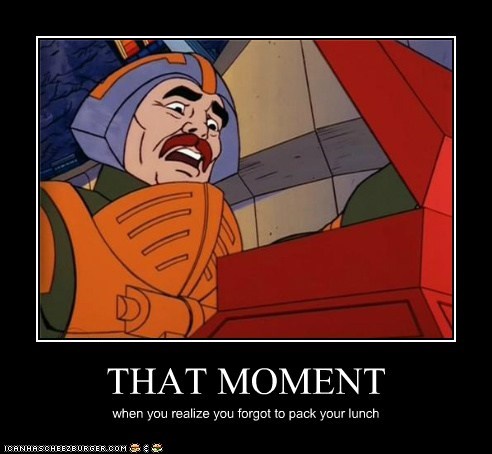 THAT MOMENT
when you realize you forgot to pack your lunch
ICANHASCHEEZBURGER.COM